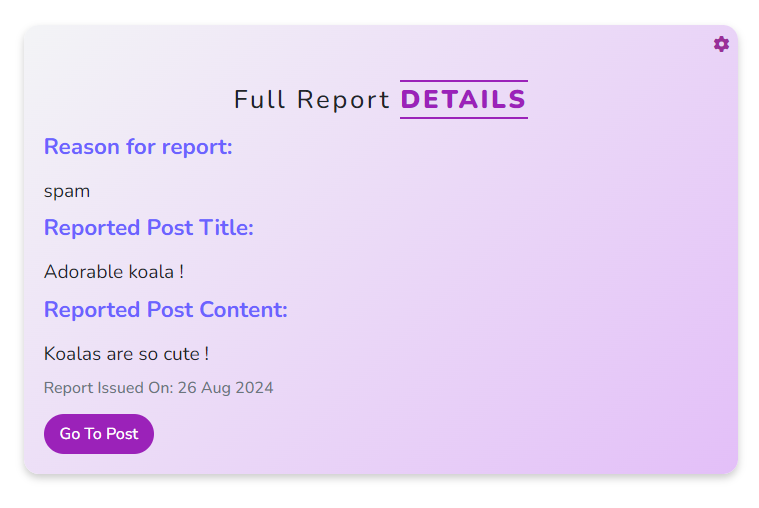 Full Report DETAILS
Reason for report:
spam
Reported Post Title:
Adorable koala !
Reported Post Content:
Koalas are so cute !
Report Issued On: 26 Aug 2024
Go To Post